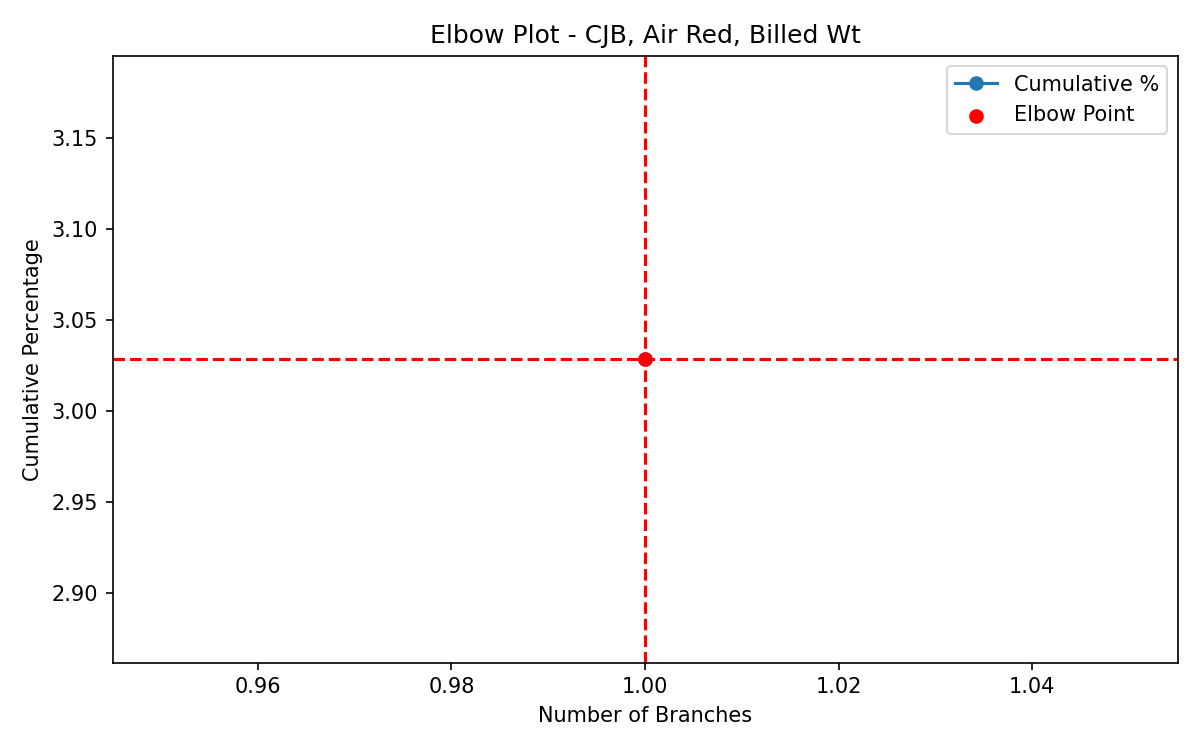 Elbow Plot - CJB, Air Red, Billed Wt
Cumulative %
Elbow Point
Cumulative Percentage
3.15
3.10
3.05
3.00
2.95
2.90
0.96 0.98 1.00 1.02 1.04
Number of Branches